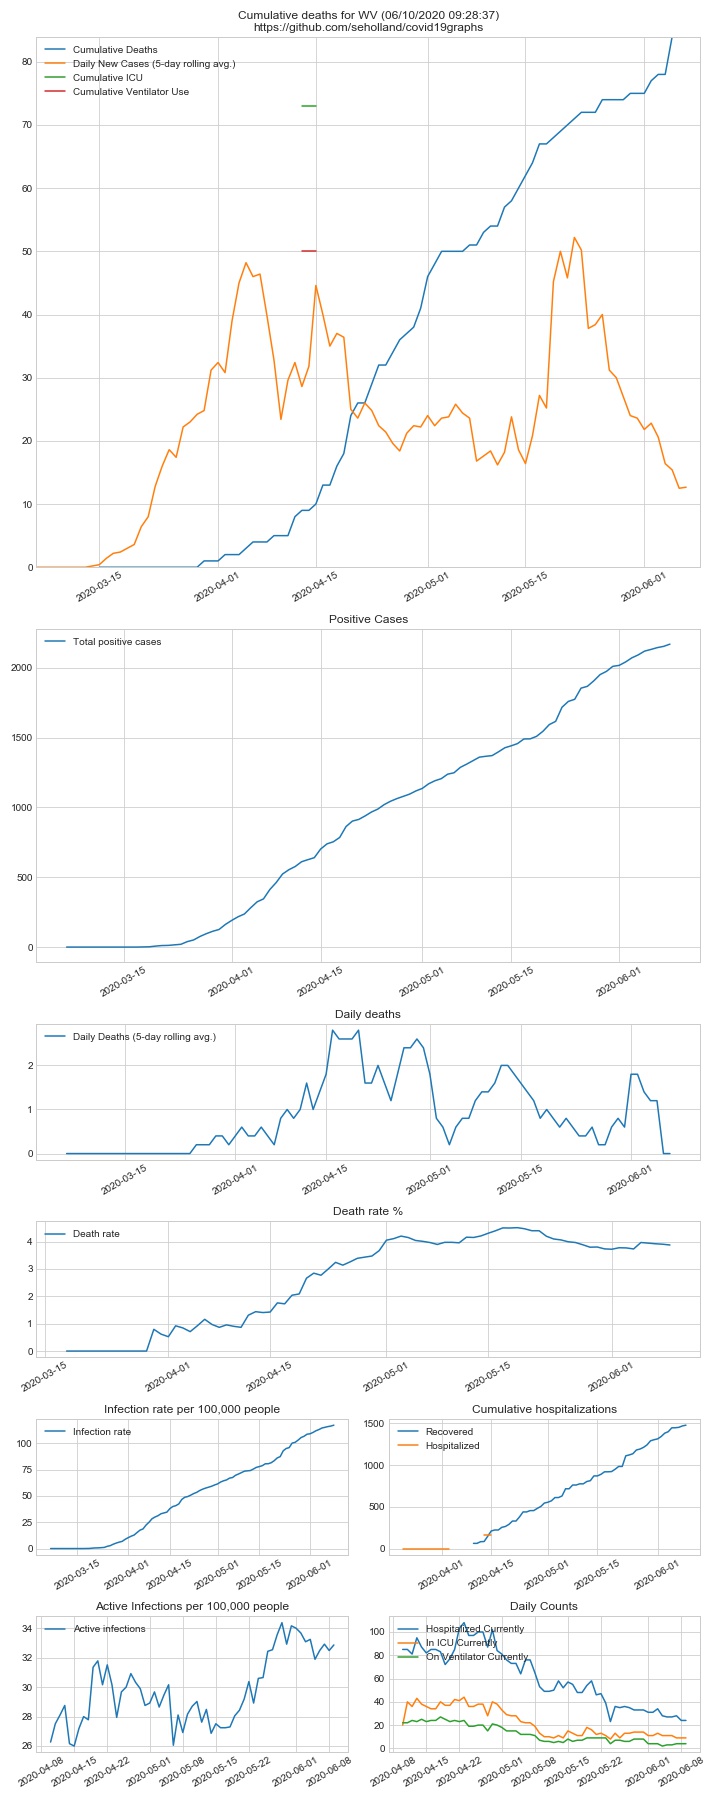 Cumulative deaths for WV (06/10/2020 09:28:37)
https://github.com/seholland/covid19graphs
Cumulative Deaths
Daily New Cases (5-day rolling avg.)
Cumulative ICU
Cumulative Ventilator Use
80
70
60
50
40
30
20
10
0
2020-03-15 2020-04-01 2020-04-15 2020-05-01 2020-05-15 2020-06-01
Positive Cases
Total positive cases
2000
1500
1000
500
0
2020-03-15 2020-04-01 2020-04-15 2020-05-01 2020-05-15 2020-06-01
Daily deaths
Daily Deaths (5-day rolling avg.)
2
1
0
2020-03-15 2020-04-01 2020-04-15 2020-05-01 2020-05-15 2020-06-01
Death rate %
Death rate
4
3
2
1
0
2020-03-15 2020-04-01 2020-04-15 2020-05-01 2020-05-15 2020-06-01
Infection rate per 100,000 people
Infection rate
100
75
50
25
0
2020-03-15 2020-04-01 2020-04-15 2020-05-01 2020-05-15 2020-06-01
Cumulative hospitalizations
Recovered
Hospitalized
1500
1000
500
0
2020-04-01 2020-04-15 2020-05-01 2020-05-15 2020-06-01
Active Infections per 100,000 people
Active infections
34
32
30
28
26
2020-04-08 2020-04-15 2020-04-22 2020-05-01 2020-05-08 2020-05-15 2020-05-22 2020-06-01 2020-06-08
Daily Counts
Hospitalized Currently
In ICU Currently
On Ventilator Currently
100
80
60
40
20
0
2020-04-08 2020-04-15 2020-04-22 2020-05-01 2020-05-08 2020-05-15 2020-05-22 2020-06-01 2020-06-08